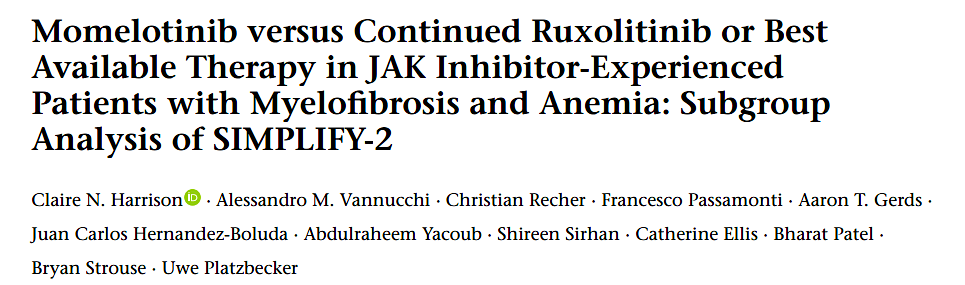 Momelotinib versus Continued Ruxolitinib or Best
Available Therapy in JAK Inhibitor-Experienced
Patients with Myelofibrosis and Anemia: Subgroup
Analysis of SIMPLIFY-2
Claire N. Harrison iD · Alessandro M. Vannucchi · Christian Recher · Francesco Passamonti · Aaron T. Gerds ·
Juan Carlos Hernandez-Boluda · Abdulraheem Yacoub · Shireen Sirhan · Catherine Ellis · Bharat Patel ·
Bryan Strouse · Uwe Platzbecker